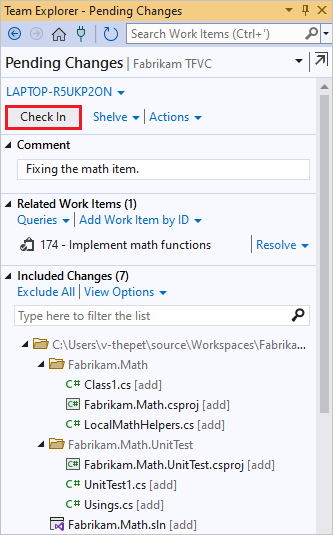 Team Explorer - Pending Changes
Search Work Items (Ctrl+')
Pending Changes | Fabrikam TFVC
LAPTOP-R5UKP2ON
Check In Shelve Actions
Comment
Fixing the math item.
Related Work Items (1)
Queries Add Work Item by ID
174 - Implement math functions Resolve
Included Changes (7)
Exclude All View Options
Type here to filter the list
C:\Users\v-thepet\source\Workspaces\Fabrika...
Fabrikam.Math
C# Class1.cs [add]
C# Fabrikam.Math.csproj [add]
C# LocalMathHelpers.cs [add]
Fabrikam.Math.UnitTest
C# Fabrikam.Math.UnitTest.csproj [add]
C# UnitTest1.cs [add]
C# Usings.cs [add]
Fabrikam.Math.sln [add]